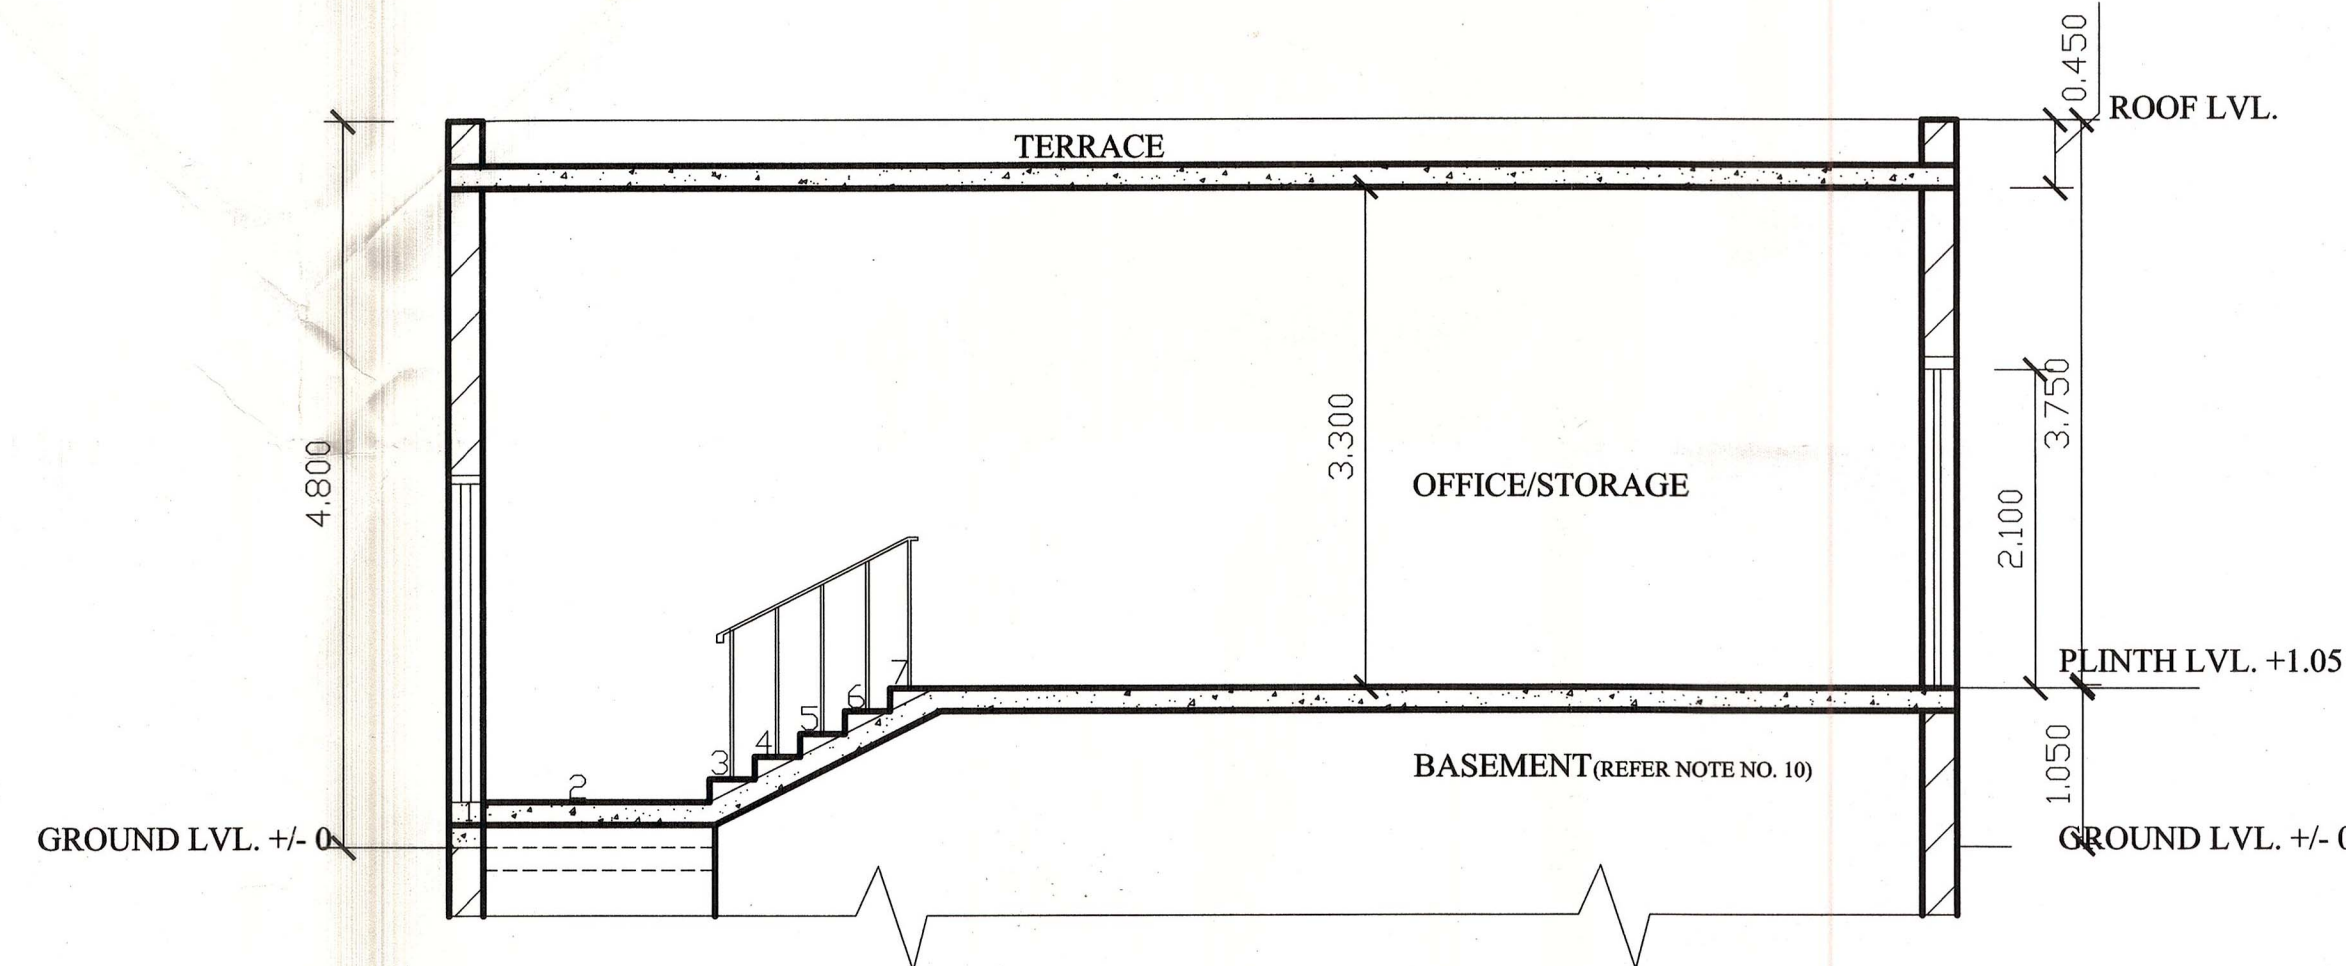 0.450
ROOF LVL.
TERRACE
4.800
3.300
3.750
OFFICE/STORAGE
2.100
7
PLINTH LVL. +1.05
6
5
4
3
2
1
BASEMENT(REFER NOTE NO. 10)
1.050
GROUND LVL. +/- 0
GROUND LVL. +/- 0